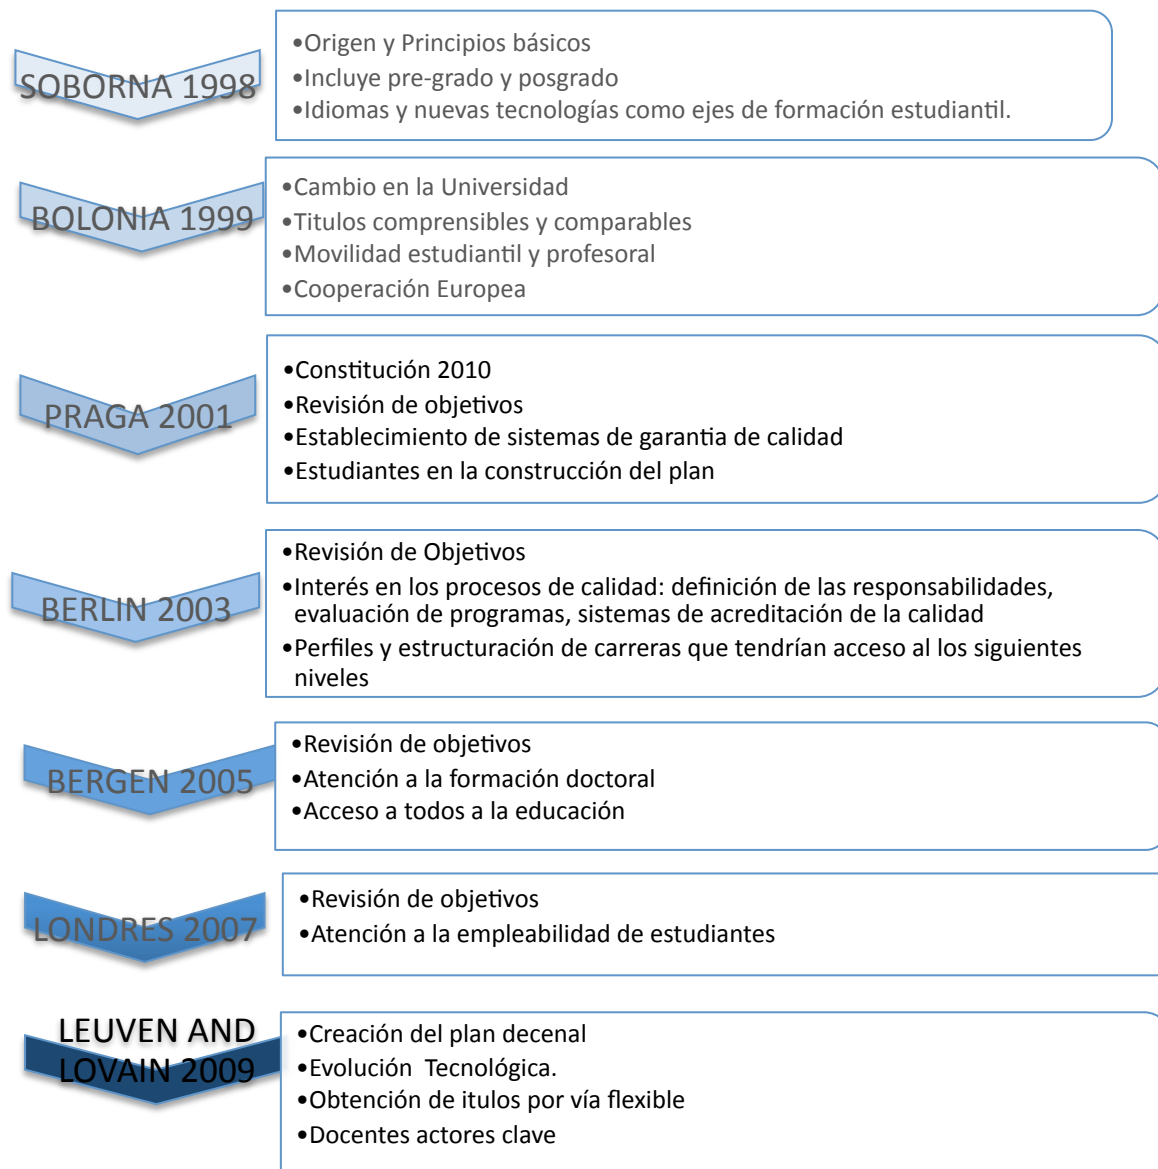 SOBORNA 1998
•Origen y Principios básicos
•Incluye pre-grado y posgrado
•Idiomas y nuevas tecnologías como ejes de formación estudiantil.
BOLONIA 1999
•Cambio en la Universidad
•Titulos comprensibles y comparables
•Movilidad estudiantil y profesoral
•Cooperación Europea
PRAGA 2001
•Constitución 2010
•Revisión de objetivos
•Establecimiento de sistemas de garantia de calidad
•Estudiantes en la construcción del plan
BERLIN 2003
•Revisión de Objetivos
•Interés en los procesos de calidad: definición de las responsabilidades,
evaluación de programas, sistemas de acreditación de la calidad
•Perfiles y estructuración de carreras que tendrían acceso al los siguientes
niveles
BERGEN 2005
•Revisión de objetivos
•Atención a la formación doctoral
•Acceso a todos a la educación
LONDRES 2007
•Revisión de objetivos
•Atención a la empleabilidad de estudiantes
LEUVEN AND
LOVAIN 2009
•Creación del plan decenal
•Evolución Tecnológica.
•Obtención de itulos por vía flexible
•Docentes actores clave